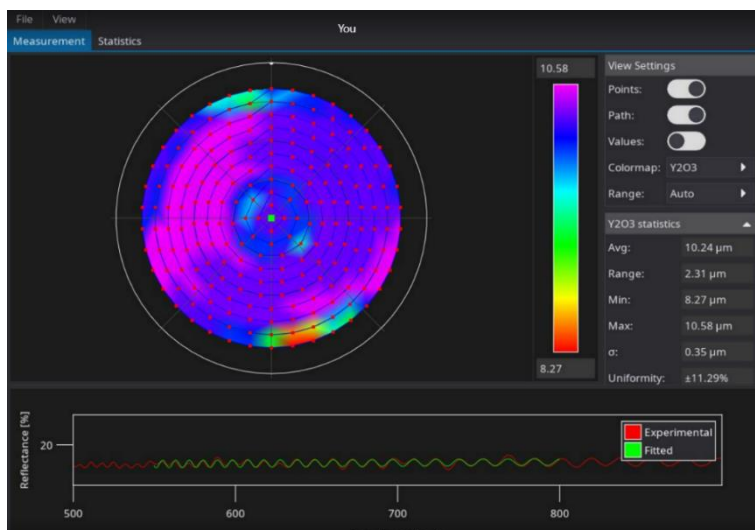 File View
You
Measurement Statistics
10.58
8.27
View Settings
Points:
Path:
Values:
Colormap: Y2O3
Range: Auto
Y2O3 statistics
Avg: 10.24 µm
Range: 2.31 µm
Min: 8.27 µm
Max: 10.58 µm
σ: 0.35 µm
Uniformity: ±11.29%
Reflectance [%]
20
Experimental
Fitted
500 600 700 800